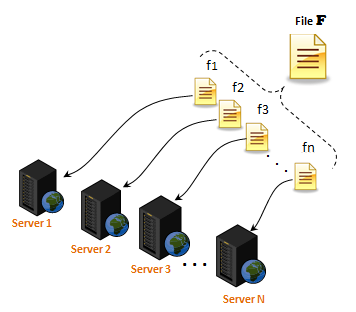 File F
f1
f2
f3
. . .
fn
Server 1
Server 2
Server 3
. . .
Server N